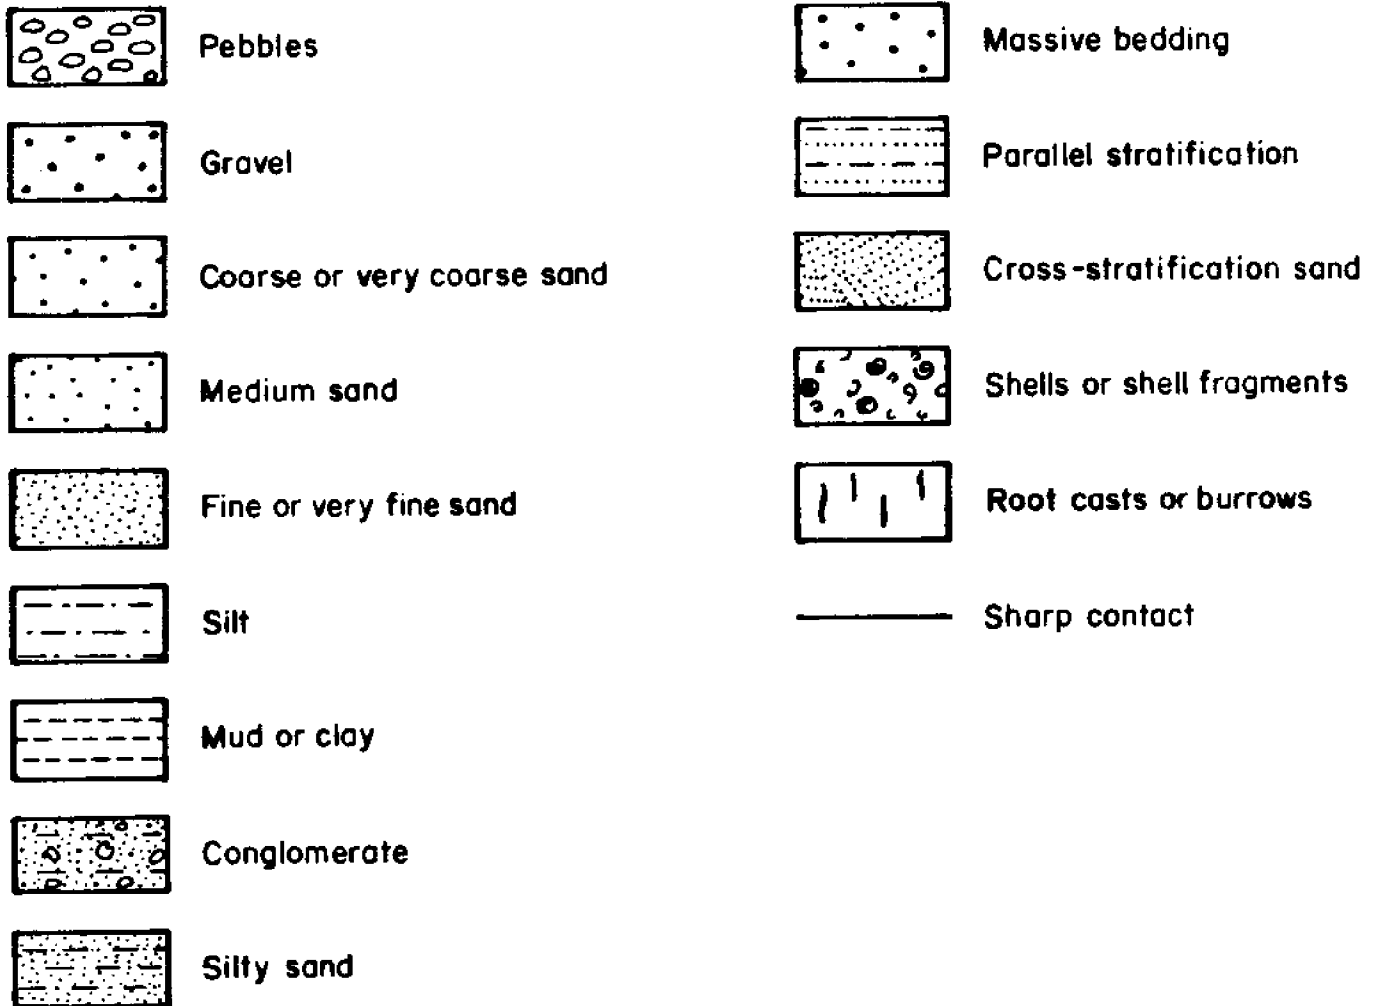 Pebbles
Gravel
Coarse or very coarse sand
Medium sand
Fine or very fine sand
Silt
Mud or clay
Conglomerate
Silty sand
Massive bedding
Parallel stratification
Cross-stratification sand
Shells or shell fragments
Root casts or burrows
Sharp contact